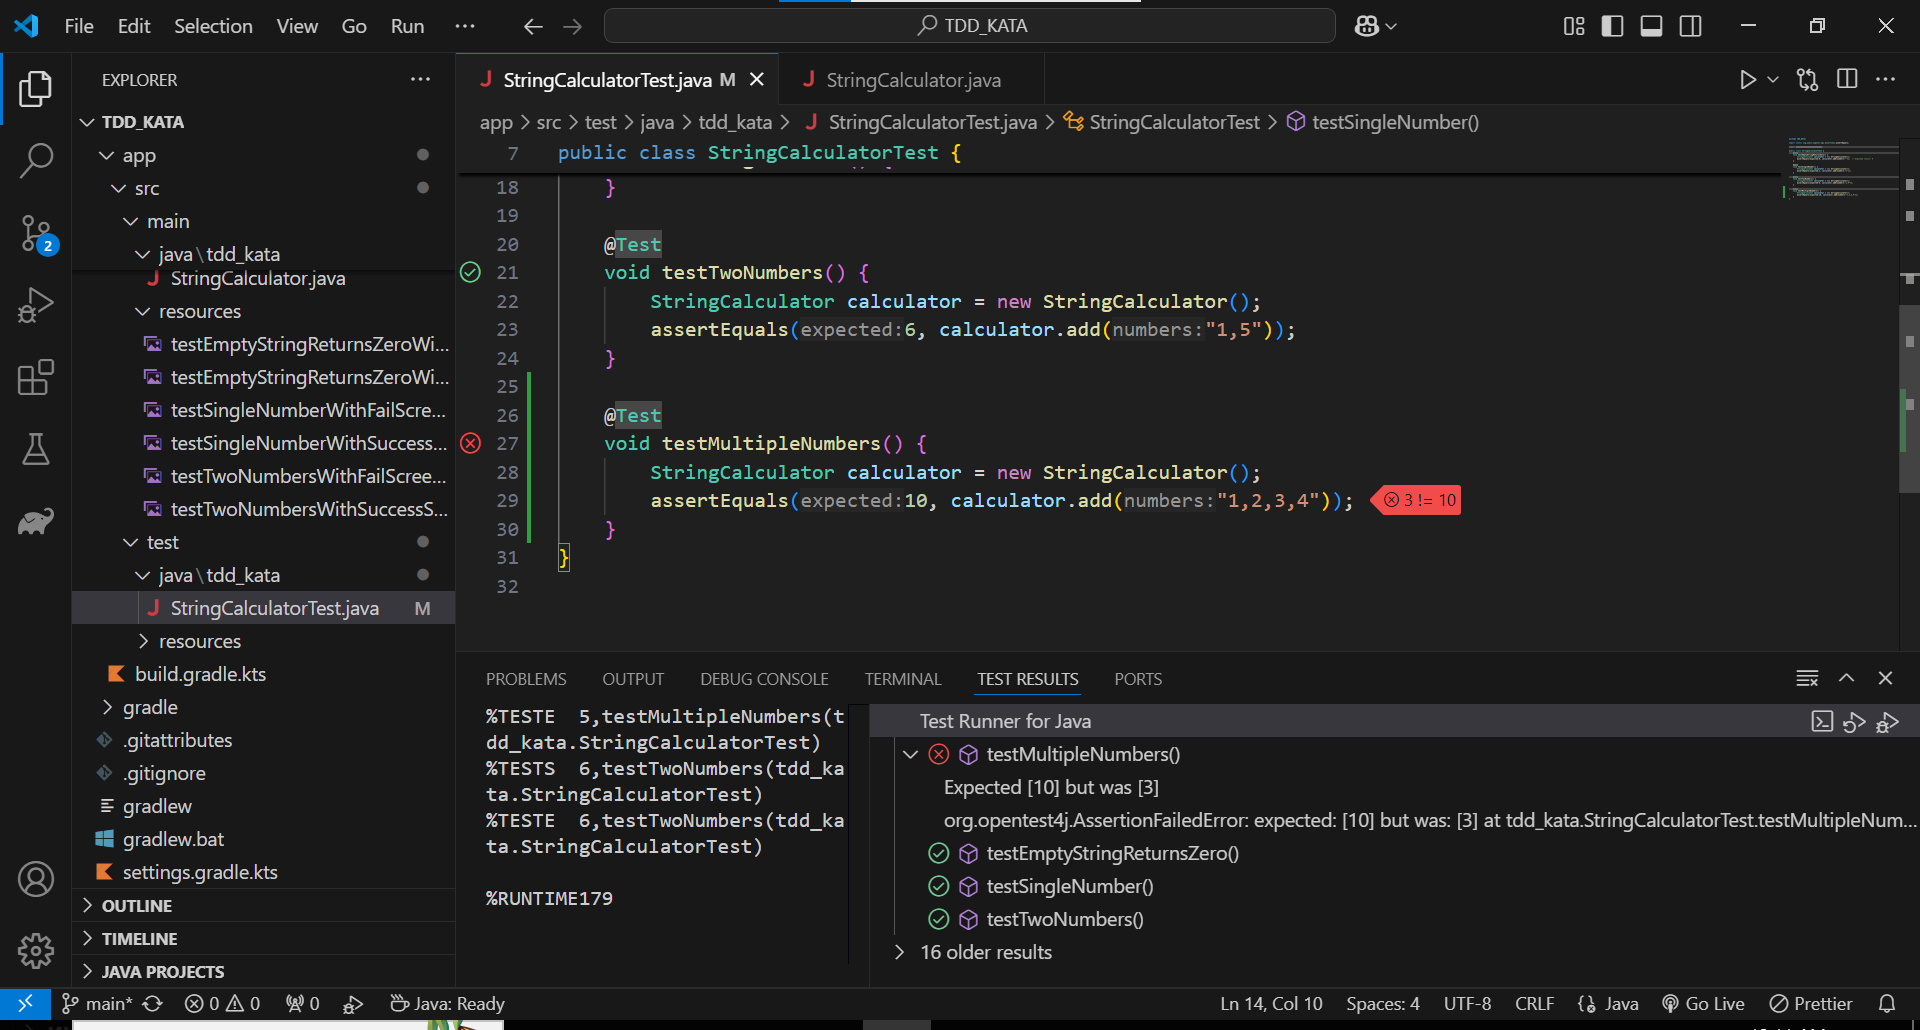 File Edit Selection View Go Run ··· TDD_KATA
EXPLORER
TDD_KATA
app
src
main
java\tdd_kata
StringCalculator.java
resources
testEmptyStringReturnsZeroWi...
testEmptyStringReturnsZeroWi...
testSingleNumberWithFailScre...
testSingleNumberWithSuccess...
testTwoNumbersWithFailScree...
testTwoNumbersWithSuccessS...
test
java\tdd_kata
StringCalculatorTest.java M
resources
build.gradle.kts
gradle
.gitattributes
.gitignore
gradlew
gradlew.bat
settings.gradle.kts
OUTLINE
TIMELINE
JAVA PROJECTS
2
StringCalculatorTest.java M StringCalculator.java
app > src > test > java > tdd_kata > StringCalculatorTest.java > StringCalculatorTest > testSingleNumber()
7 public class StringCalculatorTest {
18 }
19
20 @Test
21 void testTwoNumbers() {
22 StringCalculator calculator = new StringCalculator();
23 assertEquals(expected:6, calculator.add(numbers:"1,5"));
24 }
25
26 @Test
27 void testMultipleNumbers() {
28 StringCalculator calculator = new StringCalculator();
29 assertEquals(expected:10, calculator.add(numbers:"1,2,3,4")); 3 != 10
30 }
31 }
32
PROBLEMS OUTPUT DEBUG CONSOLE TERMINAL TEST RESULTS PORTS
%TESTE 5,testMultipleNumbers(t
dd_kata.StringCalculatorTest)
%TESTS 6,testTwoNumbers(tdd_ka
ta.StringCalculatorTest)
%TESTE 6,testTwoNumbers(tdd_ka
ta.StringCalculatorTest)
%RUNTIME179
Test Runner for Java
testMultipleNumbers()
Expected [10] but was [3]
org.opentest4j.AssertionFailedError: expected: [10] but was: [3] at tdd_kata.StringCalculatorTest.testMultipleNum...
testEmptyStringReturnsZero()
testSingleNumber()
testTwoNumbers()
16 older results
main* 0 0 0 Java: Ready Ln 14, Col 10 Spaces: 4 UTF-8 CRLF {} Java Go Live Prettier